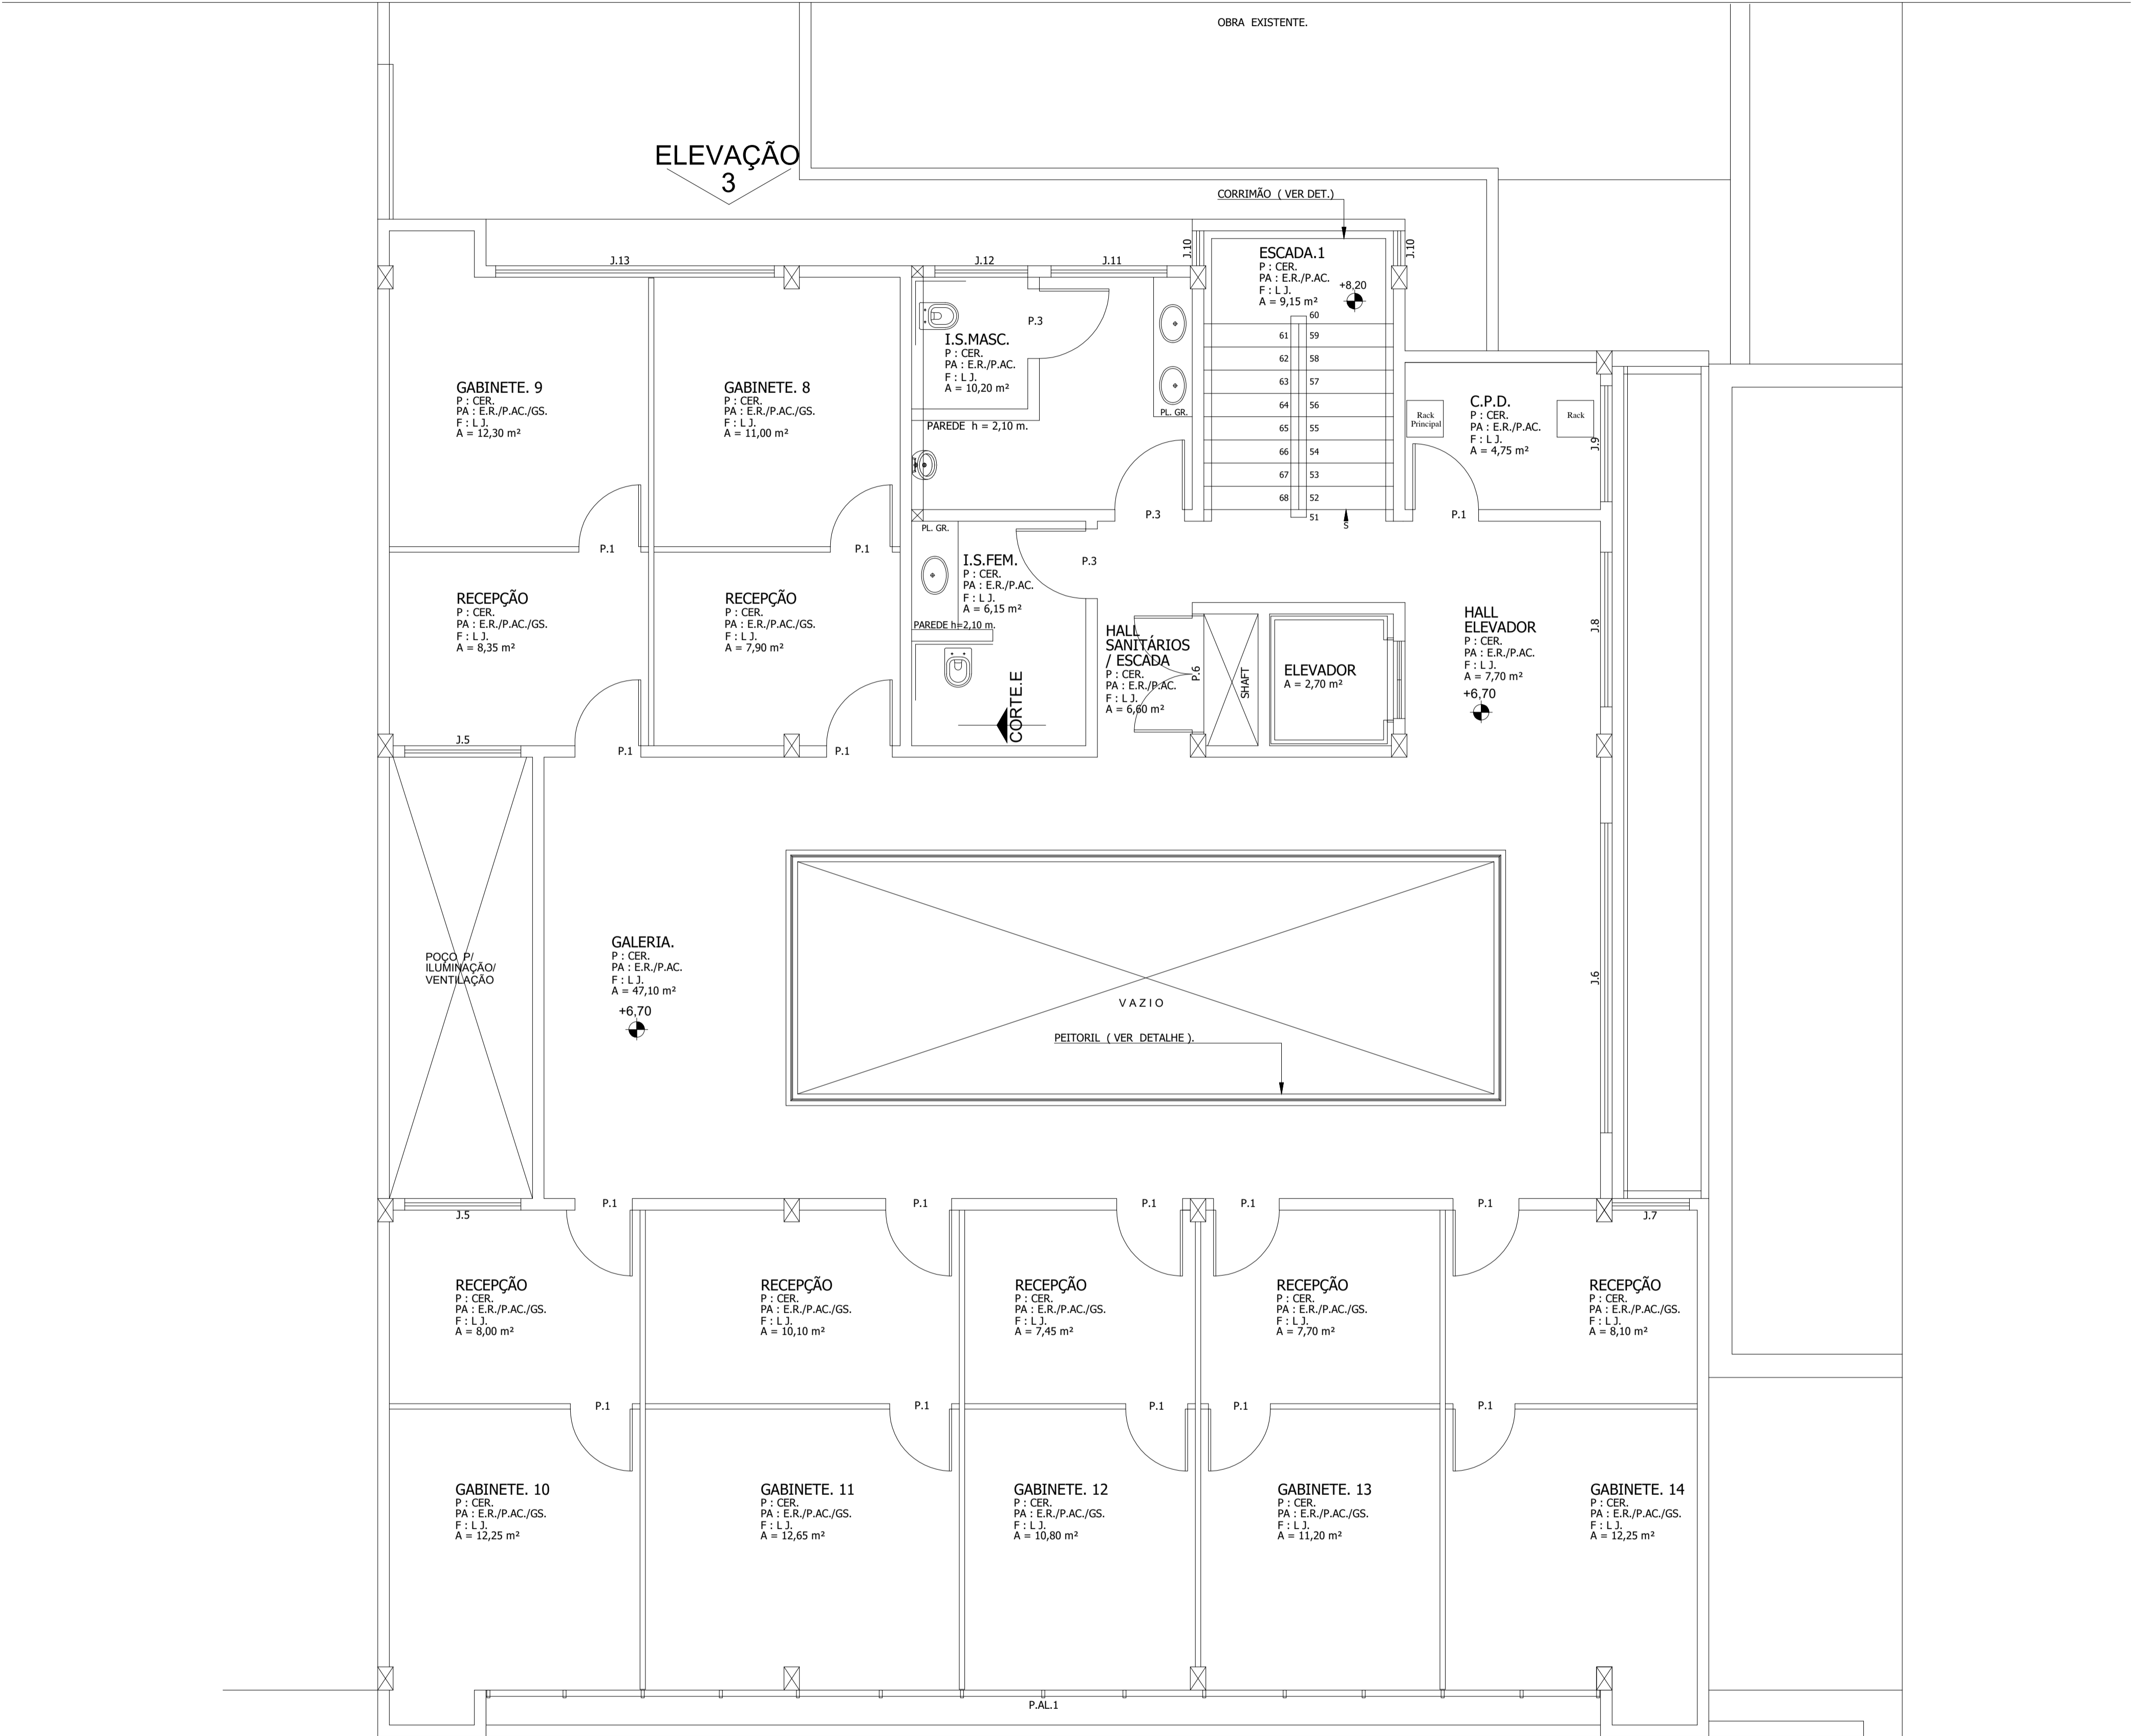 OBRA EXISTENTE.
ELEVAÇÃO
3
CORRIMÃO ( VER DET.)
J.13
J.12
J.11
J.10
J.10
ESCADA.1
P : CER.
PA : E.R./P.AC.
F : L J.
A = 9,15 m²
+8,20
60
61 59
62 58
63 57
64 56
65 55
66 54
67 53
68 52
51
S
P.3
I.S.MASC.
P : CER.
PA : E.R./P.AC.
F : L J.
A = 10,20 m²
PL. GR.
PAREDE h = 2,10 m.
GABINETE. 9
P : CER.
PA : E.R./P.AC./GS.
F : L J.
A = 12,30 m²
GABINETE. 8
P : CER.
PA : E.R./P.AC./GS.
F : L J.
A = 11,00 m²
Rack
Principal
C.P.D.
P : CER.
PA : E.R./P.AC.
F : L J.
A = 4,75 m²
Rack
J.9
P.3
P.1
PL. GR.
P.1
P.1
P.3
I.S.FEM.
P : CER.
PA : E.R./P.AC.
F : L J.
A = 6,15 m²
PAREDE h=2,10 m.
RECEPÇÃO
P : CER.
PA : E.R./P.AC./GS.
F : L J.
A = 8,35 m²
RECEPÇÃO
P : CER.
PA : E.R./P.AC./GS.
F : L J.
A = 7,90 m²
HALL
SANITÁRIOS
/ ESCADA
P : CER.
PA : E.R./P.AC.
F : L J.
A = 6,60 m²
P.6
SHAFT
ELEVADOR
A = 2,70 m²
HALL
ELEVADOR
P : CER.
PA : E.R./P.AC.
F : L J.
A = 7,70 m²
+6,70
J.8
CORTE.E
J.5
P.1
P.1
POÇO P/
ILUMINAÇÃO/
VENTILAÇÃO
GALERIA.
P : CER.
PA : E.R./P.AC.
F : L J.
A = 47,10 m²
+6,70
V A Z I O
PEITORIL ( VER DETALHE ).
J.6
J.5
P.1
P.1
P.1
P.1
P.1
J.7
RECEPÇÃO
P : CER.
PA : E.R./P.AC./GS.
F : L J.
A = 8,00 m²
RECEPÇÃO
P : CER.
PA : E.R./P.AC./GS.
F : L J.
A = 10,10 m²
RECEPÇÃO
P : CER.
PA : E.R./P.AC./GS.
F : L J.
A = 7,45 m²
RECEPÇÃO
P : CER.
PA : E.R./P.AC./GS.
F : L J.
A = 7,70 m²
RECEPÇÃO
P : CER.
PA : E.R./P.AC./GS.
F : L J.
A = 8,10 m²
P.1
P.1
P.1
P.1
P.1
GABINETE. 10
P : CER.
PA : E.R./P.AC./GS.
F : L J.
A = 12,25 m²
GABINETE. 11
P : CER.
PA : E.R./P.AC./GS.
F : L J.
A = 12,65 m²
GABINETE. 12
P : CER.
PA : E.R./P.AC./GS.
F : L J.
A = 10,80 m²
GABINETE. 13
P : CER.
PA : E.R./P.AC./GS.
F : L J.
A = 11,20 m²
GABINETE. 14
P : CER.
PA : E.R./P.AC./GS.
F : L J.
A = 12,25 m²
P.AL.1